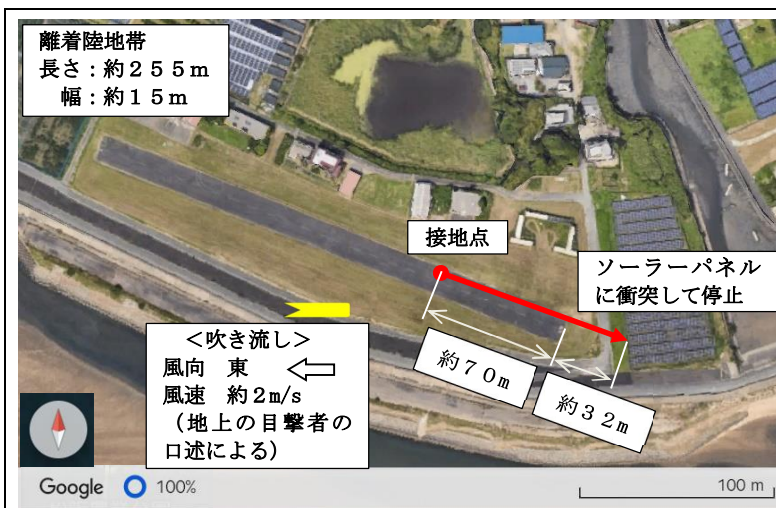 離着陸地帯
長さ：約２５５ｍ
幅：約１５ｍ
接地点
ソーラーパネル
に衝突して停止
＜吹き流し＞
風向　東
風速　約２m/s
（地上の目撃者の
口述による）
約７０ｍ
約３２ｍ
Google
100%
100 m